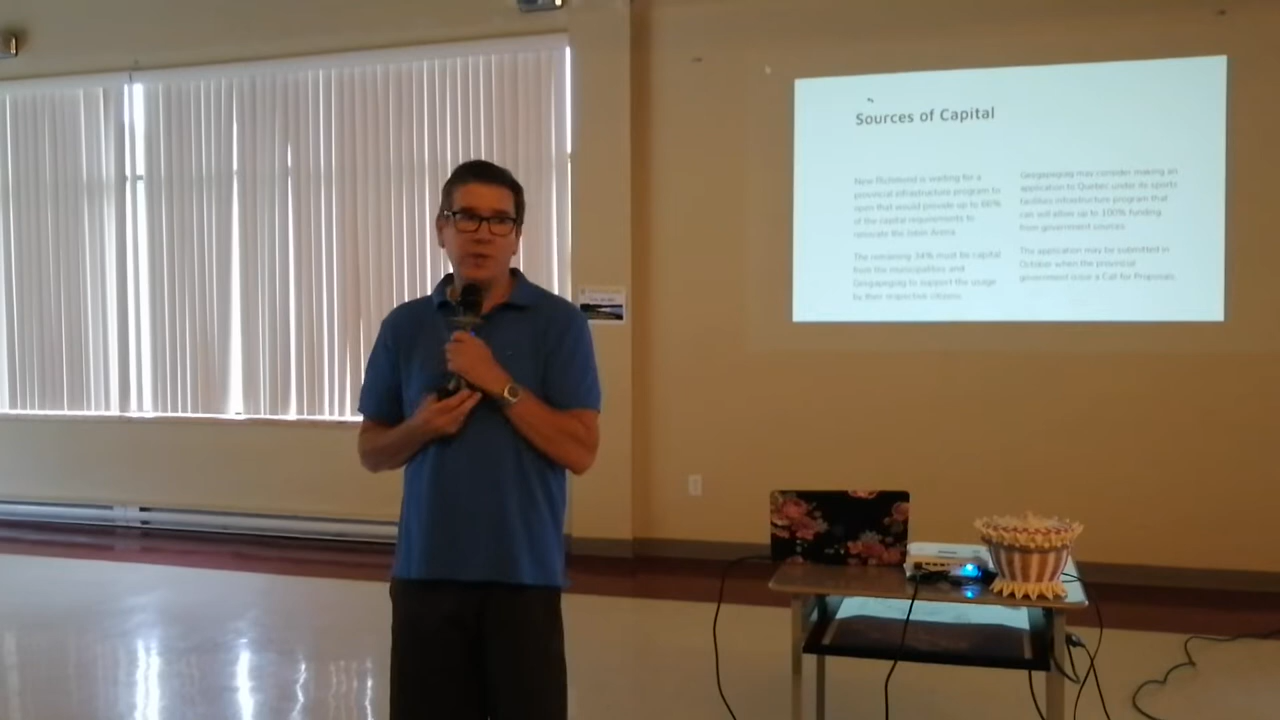 Sources of Capital
New Richmond is waiting for a
provincial infrastructure program to
open that would provide up to 66%
of the capital requirements to
renovate the Arena
The remaining 34% must be capital
from the municipalities and
Gesgapegiag to support the usage
by their respective citizens.
Gesgapegiag may consider making an
application to Quebec under its sports
facilities infrastructure program that
can will allow up to 100% funding
from government sources
The application may be submitted in
October when the provincial
government issue a Call for Proposals.